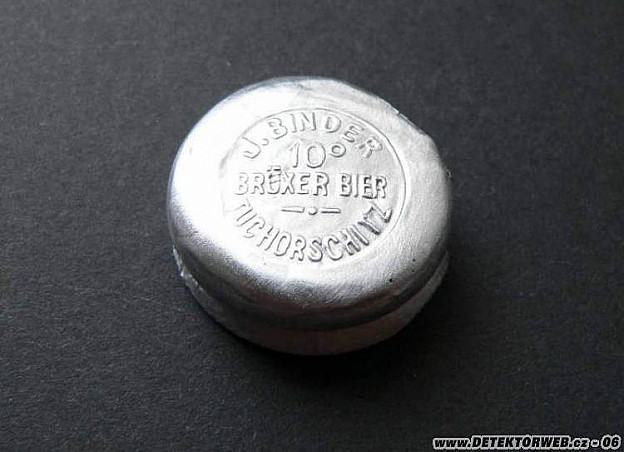 J. BINDER
10°
BRÜXER BIER
TUCHORSCHITZ
www.DETEKTORWEB.cz - 06